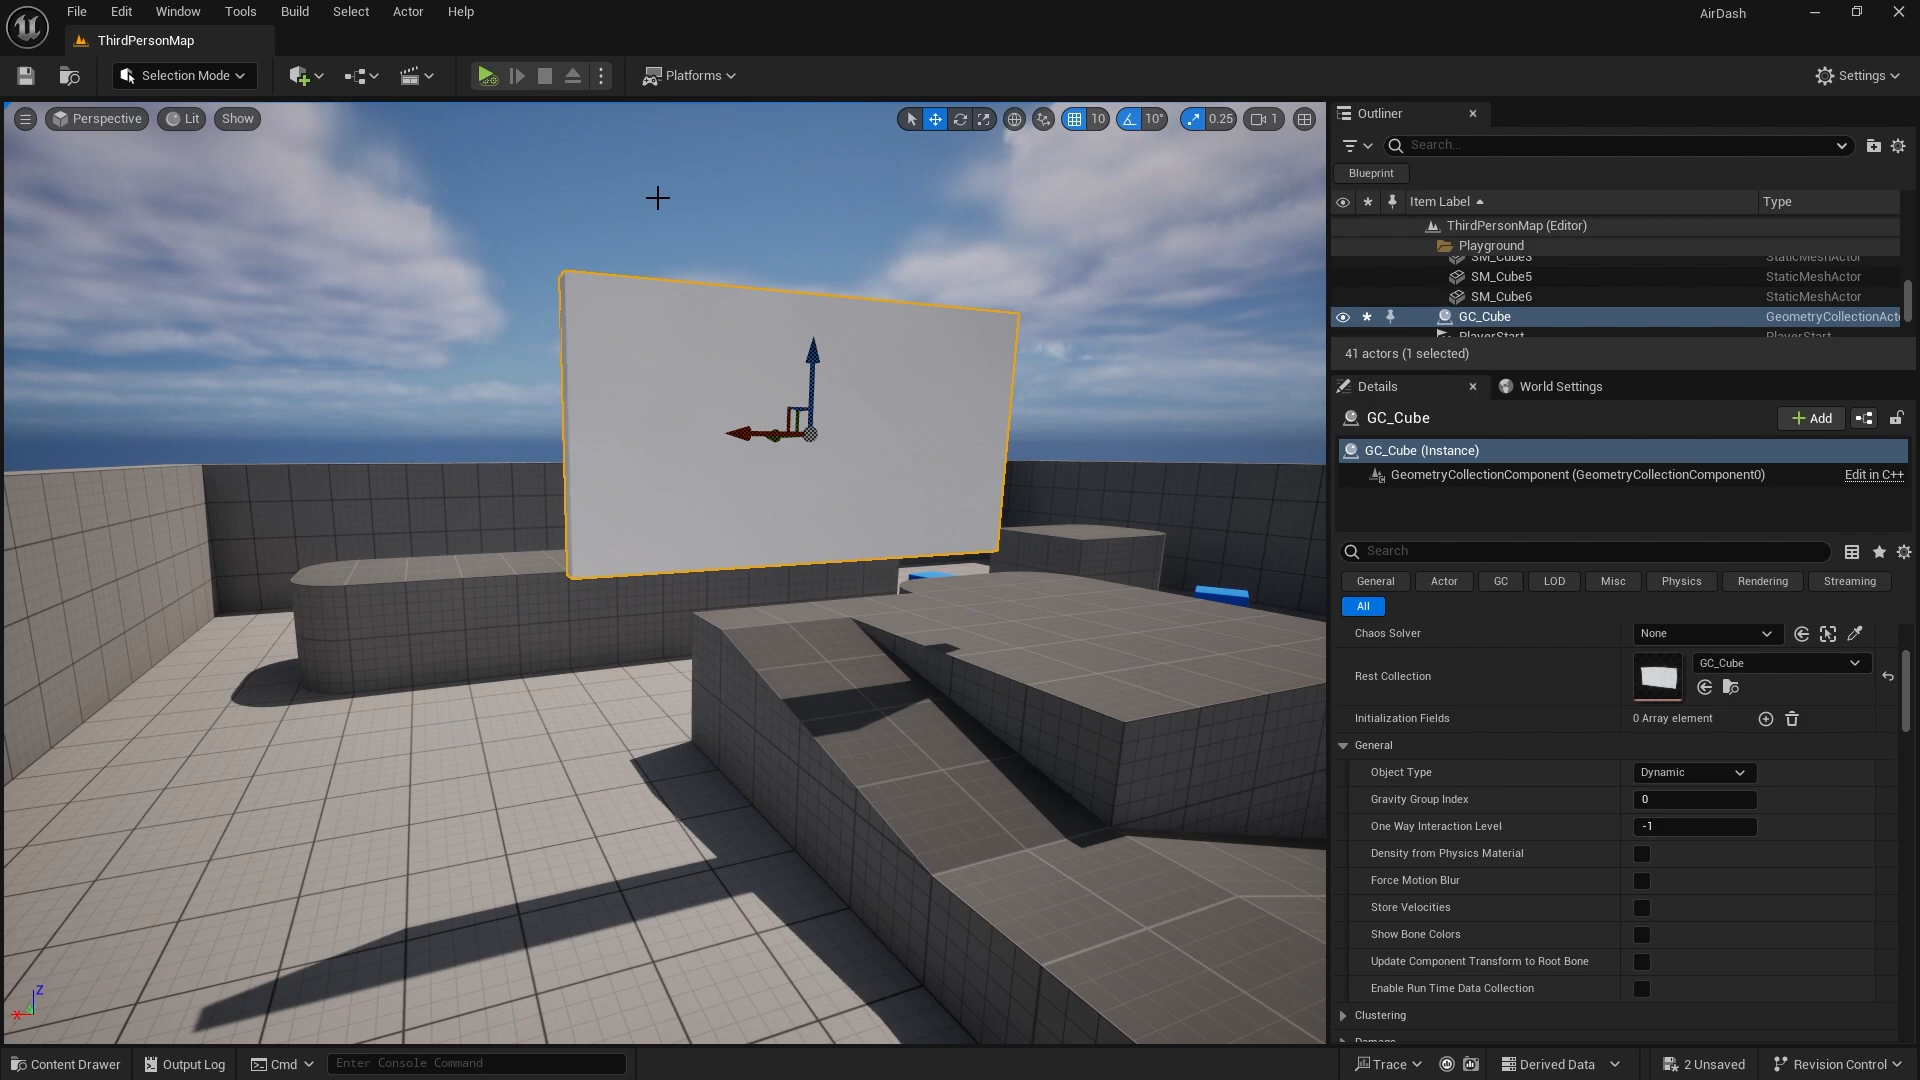 File Edit Window Tools Build Select Actor Help
AirDash
ThirdPersonMap
Selection Mode
Platforms
Settings
Perspective Lit Show
10 10° 0.25 1
Outliner
Search...
Blueprint
Item Label Type
ThirdPersonMap (Editor)
Playground
SM_Cube3 StaticMeshActor
SM_Cube5 StaticMeshActor
SM_Cube6 StaticMeshActor
GC_Cube GeometryCollectionActo
PlayerStart PlayerStart
41 actors (1 selected)
Details World Settings
GC_Cube
Add
GC_Cube (Instance)
GeometryCollectionComponent (GeometryCollectionComponent0) Edit in C++
Search
General Actor GC LOD Misc Physics Rendering Streaming
All
Chaos Solver None
GC_Cube
Rest Collection
Initialization Fields 0 Array element
General
Object Type Dynamic
Gravity Group Index 0
One Way Interaction Level -1
Density from Physics Material
Force Motion Blur
Store Velocities
Show Bone Colors
Update Component Transform to Root Bone
Enable Run Time Data Collection
Clustering
Damage
Z
X
Content Drawer Output Log Cmd Enter Console Command Trace Derived Data 2 Unsaved Revision Control